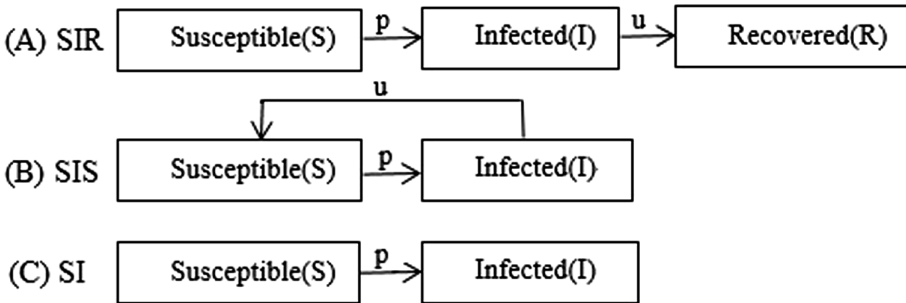 p u
(A) SIR Susceptible(S) Infected(I) Recovered(R)
u
p
(B) SIS Susceptible(S) Infected(I)
p
(C) SI Susceptible(S) Infected(I)